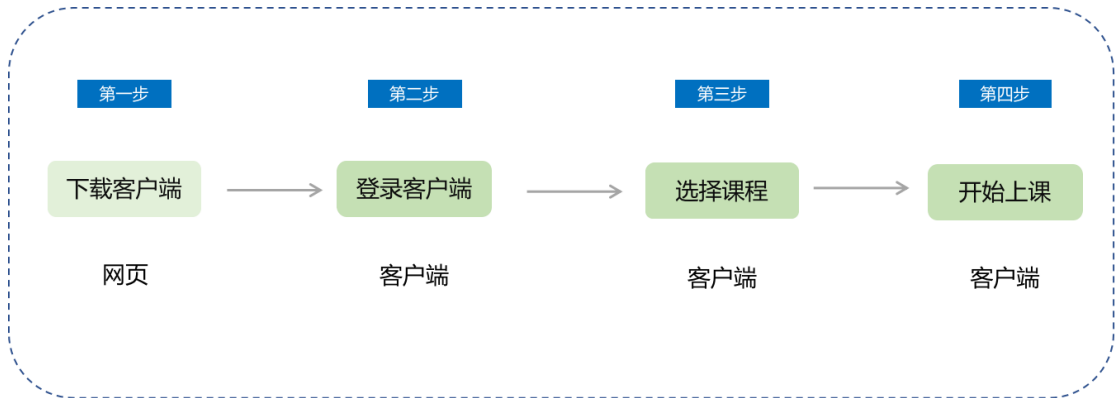 第一步
第二步
第三步
第四步
下载客户端
登录客户端
选择课程
开始上课
网页
客户端
客户端
客户端